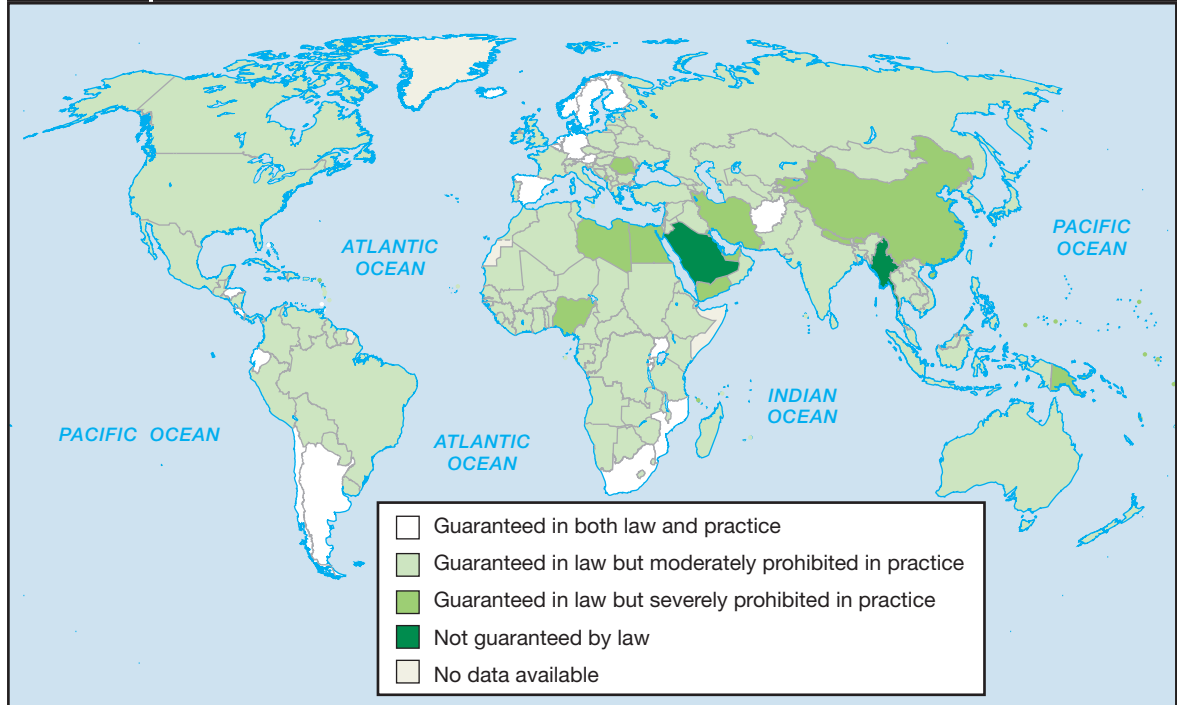 ATLANTIC
OCEAN
PACIFIC
OCEAN
INDIAN
OCEAN
PACIFIC OCEAN
ATLANTIC
OCEAN
Guaranteed in both law and practice
Guaranteed in law but moderately prohibited in practice
Guaranteed in law but severely prohibited in practice
Not guaranteed by law
No data available